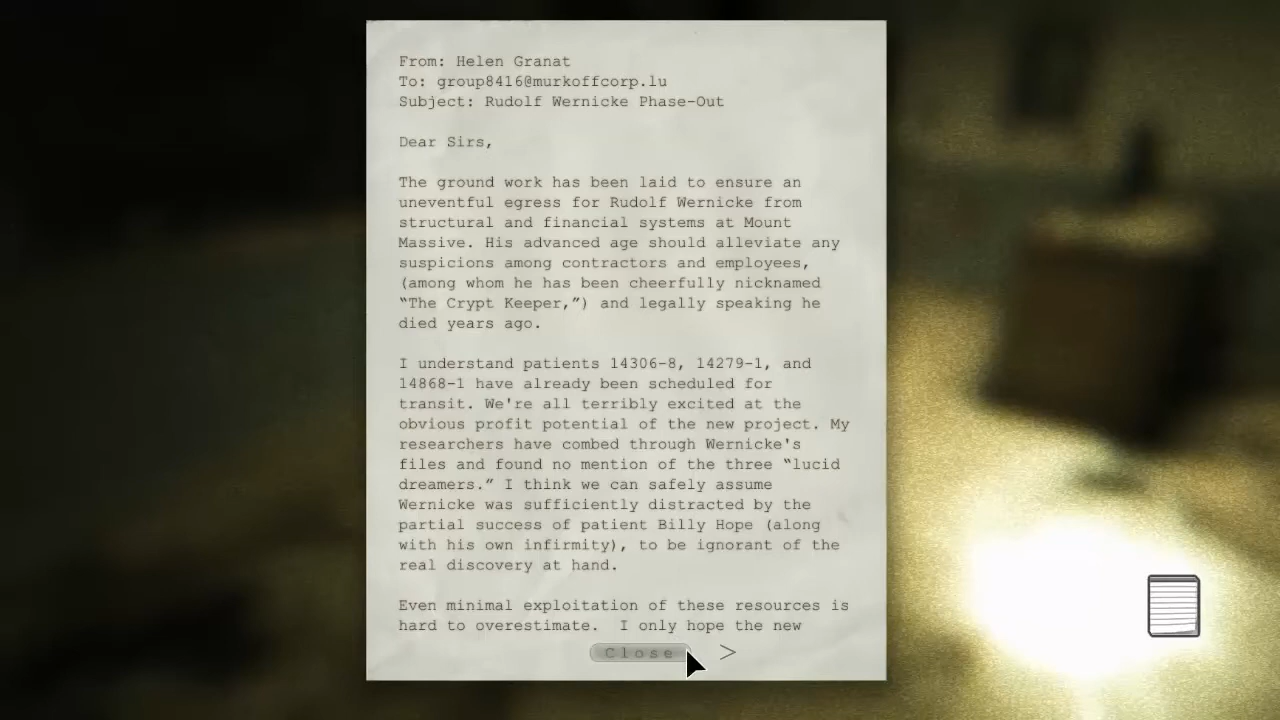 From: Helen Granat
To: group8416@murkoffcorp.lu
Subject: Rudolf Wernicke Phase-Out
Dear Sirs,
The ground work has been laid to ensure an
uneventful egress for Rudolf Wernicke from
structural and financial systems at Mount
Massive. His advanced age should alleviate any
suspicions among contractors and employees,
(among whom he has been cheerfully nicknamed
“The Crypt Keeper,”) and legally speaking he
died years ago.
I understand patients 14306-8, 14279-1, and
14868-1 have already been scheduled for
transit. We're all terribly excited at the
obvious profit potential of the new project. My
researchers have combed through Wernicke's
files and found no mention of the three “lucid
dreamers.” I think we can safely assume
Wernicke was sufficiently distracted by the
partial success of patient Billy Hope (along
with his own infirmity), to be ignorant of the
real discovery at hand.
Even minimal exploitation of these resources is
hard to overestimate.  I only hope the new
Close >